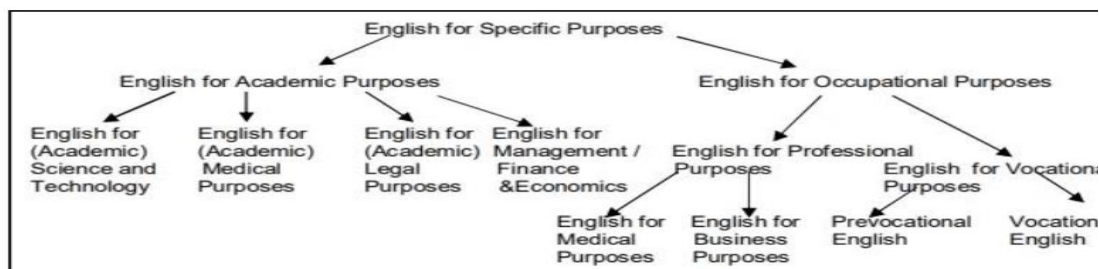 English for Specific Purposes
English for Academic Purposes
English for Occupational Purposes
English for
(Academic)
Science and
Technology
English for
(Academic)
Medical
Purposes
English for
(Academic)
Legal
Purposes
English for
Management /
Finance
&Economics
English for Professional
Purposes
English for Vocationa
Purposes
English for
Medical
Purposes
English for
Business
Purposes
Prevocational
English
Vocation
English